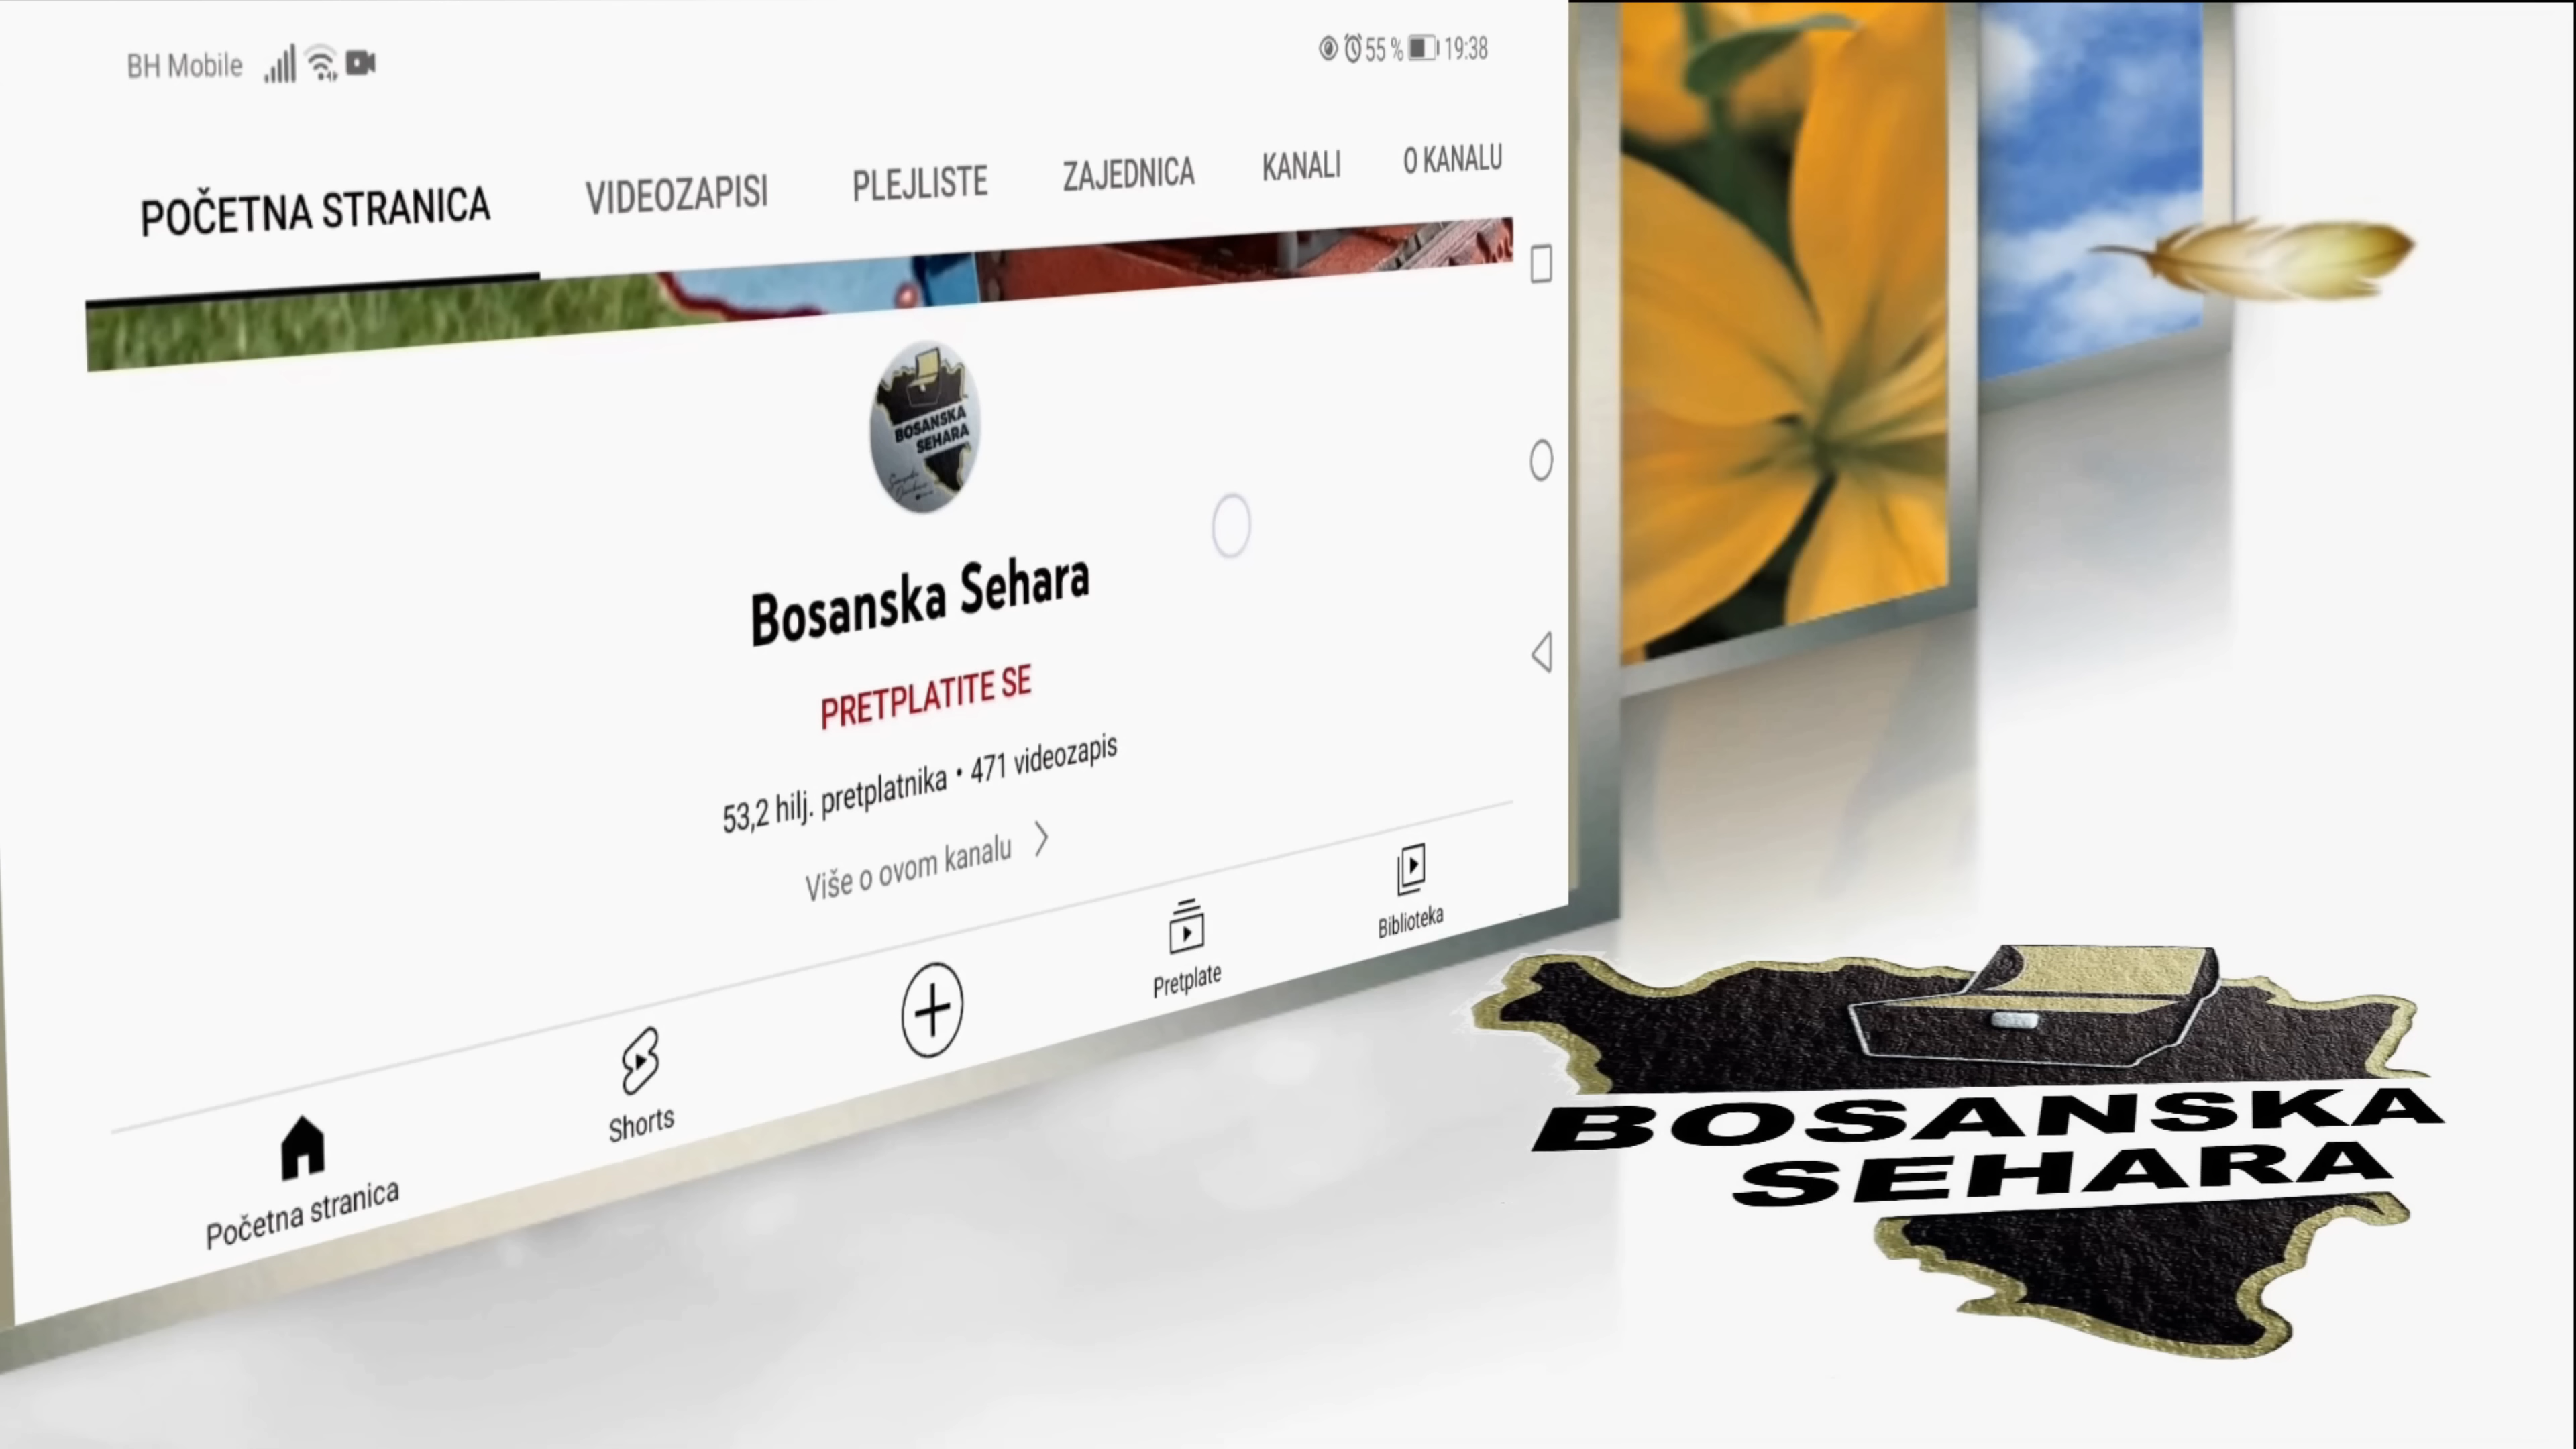 BH Mobile
55 % 19:38
POČETNA STRANICA VIDEOZAPISI PLEJLISTE ZAJEDNICA KANALI O KANALU
BOSANSKA
SEHARA
Bosanska Sehara
PRETPLATITE SE
53,2 hilj. pretplatnika • 471 videozapis
Više o ovom kanalu
Početna stranica
Shorts
Pretplate
Biblioteka
BOSANSKA
SEHARA